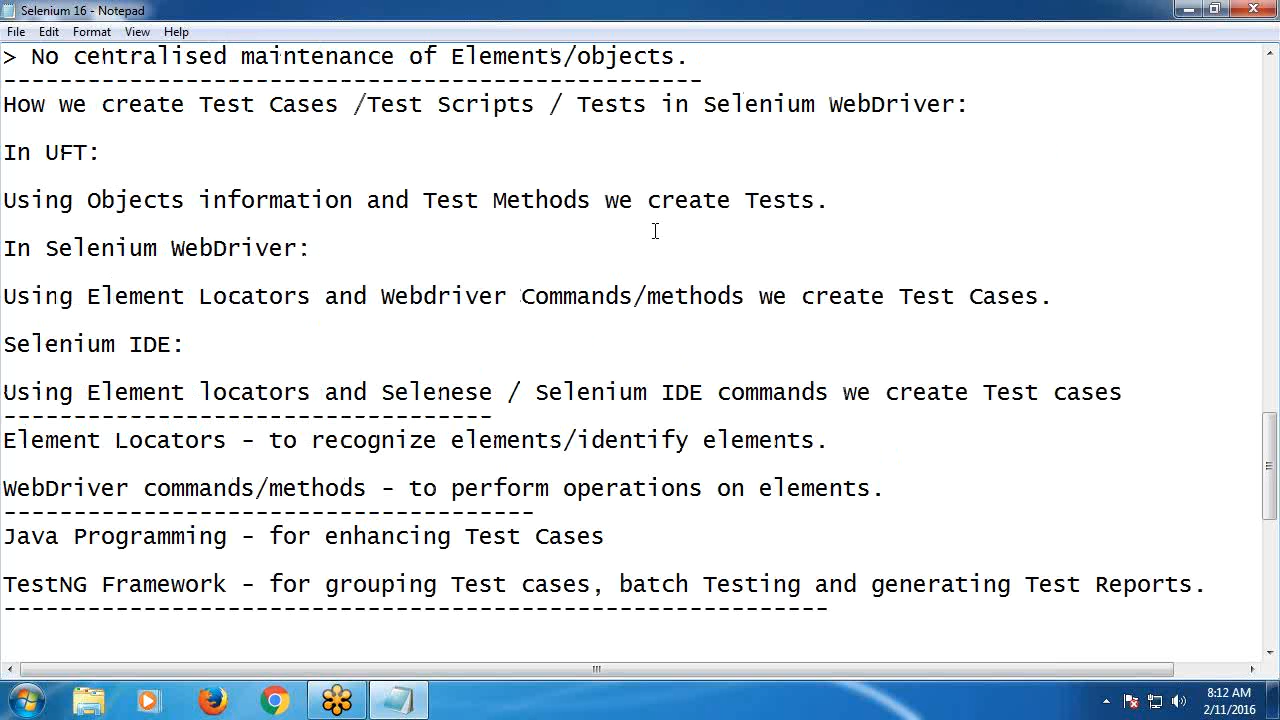 Selenium 16 - Notepad
File Edit Format View Help
> No centralised maintenance of Elements/objects.
--------------------------------------------------
How we create Test Cases /Test Scripts / Tests in Selenium WebDriver:
In UFT:
Using Objects information and Test Methods we create Tests.
In Selenium WebDriver:
Using Element Locators and Webdriver Commands/methods we create Test Cases.
Selenium IDE:
Using Element locators and Selenese / Selenium IDE commands we create Test cases
-----------------------------------
Element Locators - to recognize elements/identify elements.
WebDriver commands/methods - to perform operations on elements.
--------------------------------------
Java Programming - for enhancing Test Cases
TestNG Framework - for grouping Test cases, batch Testing and generating Test Reports.
-----------------------------------------------------------
8:12 AM
2/11/2016